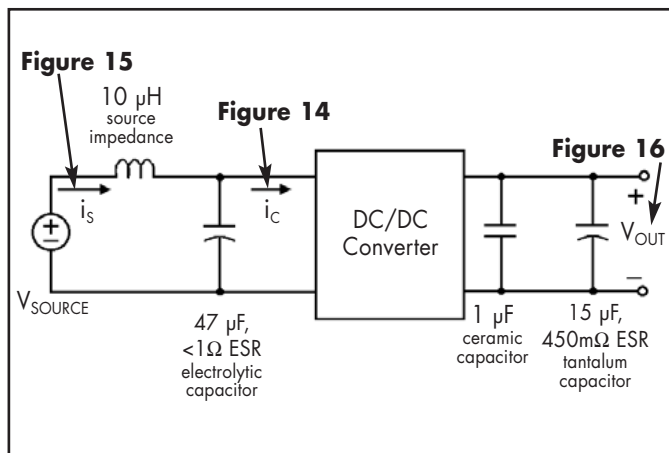 Figure 15
10 µH
source
impedance
Figure 14
Figure 16
iS
iC
DC/DC
Converter
+
VOUT
–
+
–
VSOURCE
47 µF,
<1Ω ESR
electrolytic
capacitor
1 µF
ceramic
capacitor
15 µF,
450mΩ ESR
tantalum
capacitor